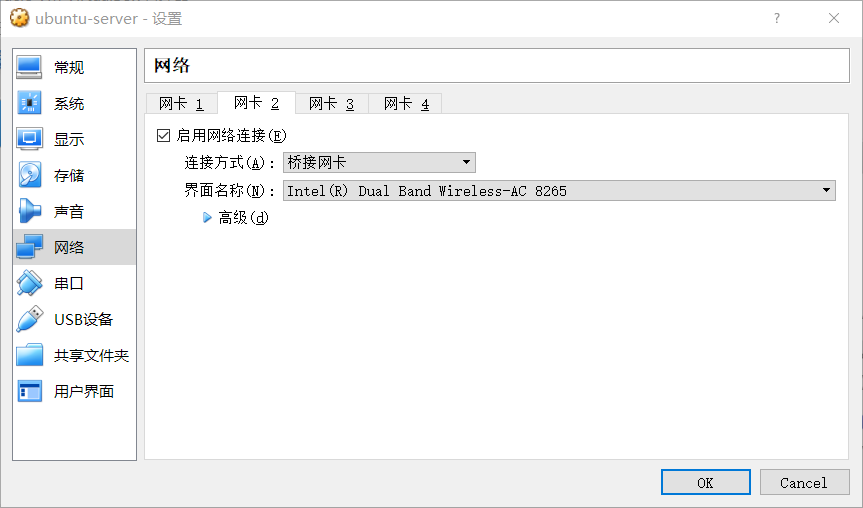 ubuntu-server - 设置
?
常规
系统
显示
存储
声音
网络
串口
USB设备
共享文件夹
用户界面
网络
网卡 1 网卡 2 网卡 3 网卡 4
启用网络连接(E)
连接方式(A)： 桥接网卡
界面名称(N)： Intel(R) Dual Band Wireless-AC 8265
高级(d)
OK Cancel